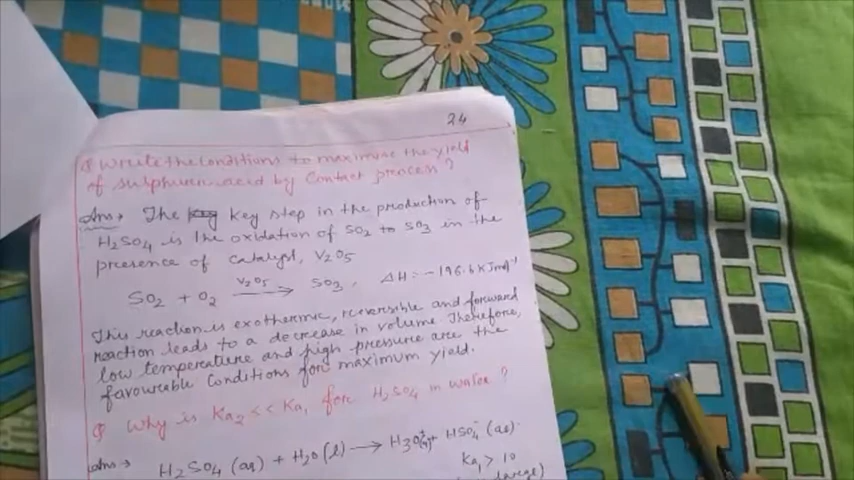 24
Q Write the Conditions to maximise the yield
of sulphuric acid by Contact process?
Ans → The key step in the production of
H₂SO₄ is the oxidation of SO₂ to SO₃ in the
presence of catalyst, V₂O₅
SO₂ + O₂ —V₂O₅→ SO₃, ΔH = -196.6 kJ mol⁻¹
This reaction is exothermic, reversible and forward
reaction leads to a decrease in volume. Therefore,
low temperature and high pressure are the
favourable Conditions for maximum yield.
Q Why is Ka₂ << Ka₁ for H₂SO₄ in water?
Ans → H₂SO₄ (aq) + H₂O (l) → H₃O⁺(aq) + HSO₄⁻ (aq).
Ka₁ > 10
large)